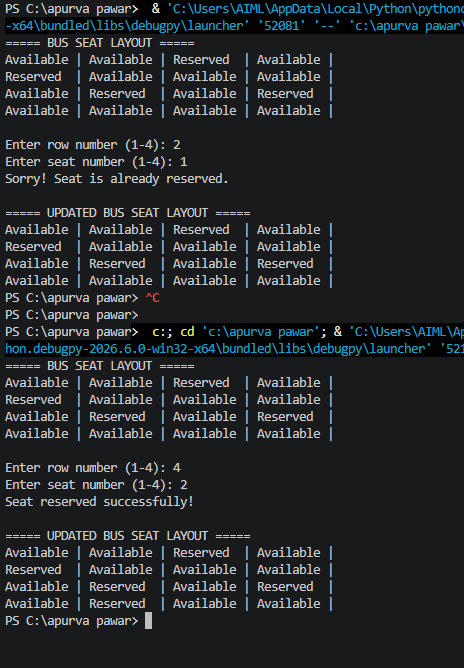 PS C:\apurva pawar>  & 'C:\Users\AIML\AppData\Local\Python\pythonc
-x64\bundled\libs\debugpy\launcher' '52081' '--' 'c:\apurva pawar\
===== BUS SEAT LAYOUT =====
Available | Available | Reserved  | Available |
Reserved  | Available | Available | Available |
Available | Reserved  | Available | Reserved  |
Available | Available | Available | Available |
Enter row number (1-4): 2
Enter seat number (1-4): 1
Sorry! Seat is already reserved.
===== UPDATED BUS SEAT LAYOUT =====
Available | Available | Reserved  | Available |
Reserved  | Available | Available | Available |
Available | Reserved  | Available | Reserved  |
Available | Available | Available | Available |
PS C:\apurva pawar> ^C
PS C:\apurva pawar>
PS C:\apurva pawar>  c:; cd 'c:\apurva pawar'; & 'C:\Users\AIML\Ap
hon.debugpy-2026.6.0-win32-x64\bundled\libs\debugpy\launcher' '521
===== BUS SEAT LAYOUT =====
Available | Available | Reserved  | Available |
Reserved  | Available | Available | Available |
Available | Reserved  | Available | Reserved  |
Available | Available | Available | Available |
Enter row number (1-4): 4
Enter seat number (1-4): 2
Seat reserved successfully!
===== UPDATED BUS SEAT LAYOUT =====
Available | Available | Reserved  | Available |
Reserved  | Available | Available | Available |
Available | Reserved  | Available | Reserved  |
Available | Reserved  | Available | Available |
PS C:\apurva pawar>